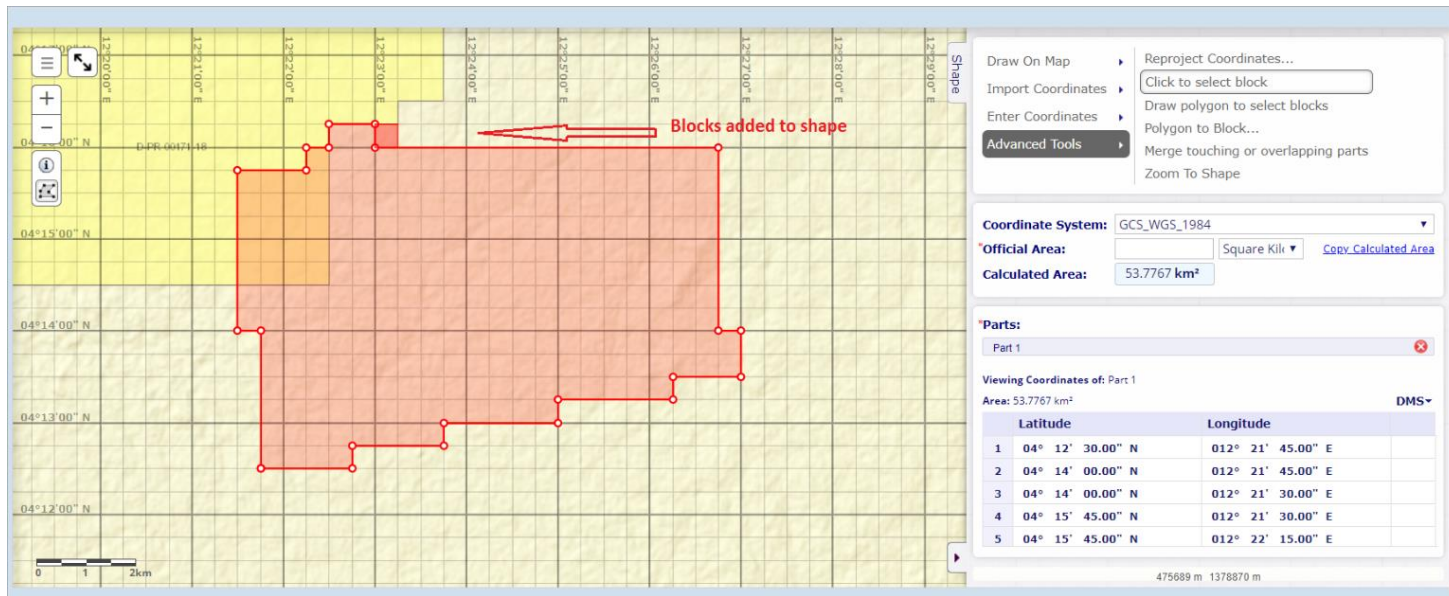 12°20'00" E
12°21'00" E
12°22'00" E
12°23'00" E
12°24'00" E
12°25'00" E
12°26'00" E
12°27'00" E
12°28'00" E
12°29'00" E
Blocks added to shape
D-PR 00171-18
04°15'00" N
04°14'00" N
04°13'00" N
04°12'00" N
0 1 2km
Shape
Draw On Map
Import Coordinates
Enter Coordinates
Advanced Tools
Reproject Coordinates...
Click to select block
Draw polygon to select blocks
Polygon to Block...
Merge touching or overlapping parts
Zoom To Shape
Coordinate System: GCS_WGS_1984
*Official Area: Square Kil Copy Calculated Area
Calculated Area: 53.7767 km²
*Parts:
Part 1
Viewing Coordinates of: Part 1
Area: 53.7767 km² DMS
Latitude Longitude
1 04° 12' 30.00" N 012° 21' 45.00" E
2 04° 14' 00.00" N 012° 21' 45.00" E
3 04° 14' 00.00" N 012° 21' 30.00" E
4 04° 15' 45.00" N 012° 21' 30.00" E
5 04° 15' 45.00" N 012° 22' 15.00" E
475689 m 1378870 m